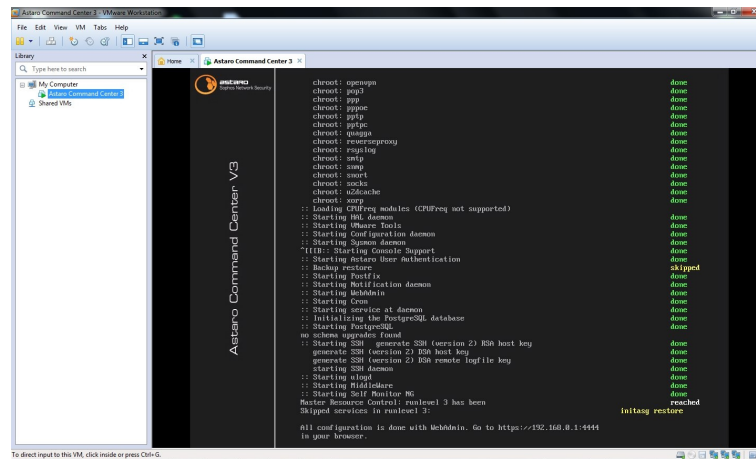 Astaro Command Center 3 - VMware Workstation
File Edit View VM Tabs Help
Library
Type here to search
My Computer
Astaro Command Center 3
Shared VMs
Home
Astaro Command Center 3
astaro
Sophos Network Security
Astaro Command Center V3
chroot: openvpn done
chroot: pop3 done
chroot: ppp done
chroot: pppoe done
chroot: pptp done
chroot: pptpc done
chroot: quagga done
chroot: reverseproxy done
chroot: rsyslog done
chroot: smtp done
chroot: snmp done
chroot: snort done
chroot: socks done
chroot: u2dcache done
chroot: xorp done
:: Loading CPUFreq modules (CPUFreq not supported)
:: Starting HAL daemon done
:: Starting VMware Tools done
:: Starting Configuration daemon done
:: Starting Sysmon daemon done
^[[[B:: Starting Console Support done
:: Starting Astaro User Authentication done
:: Backup restore skipped
:: Starting Postfix done
:: Starting Notification daemon done
:: Starting WebAdmin done
:: Starting Cron done
:: Starting service at daemon done
:: Initializing the PostgreSQL database done
:: Starting PostgreSQL done
no schema upgrades found
:: Starting SSH generate SSH (version 2) RSA host key done
generate SSH (version 2) DSA host key done
generate SSH (version 2) DSA remote logfile key done
starting SSH daemon done
:: Starting ulogd done
:: Starting MiddleWare done
:: Starting Self Monitor NG done
Master Resource Control: runlevel 3 has been reached
Skipped services in runlevel 3: initasg restore
All configuration is done with WebAdmin. Go to https://192.168.0.1:4444
in your browser.
To direct input to this VM, click inside or press Ctrl+G.